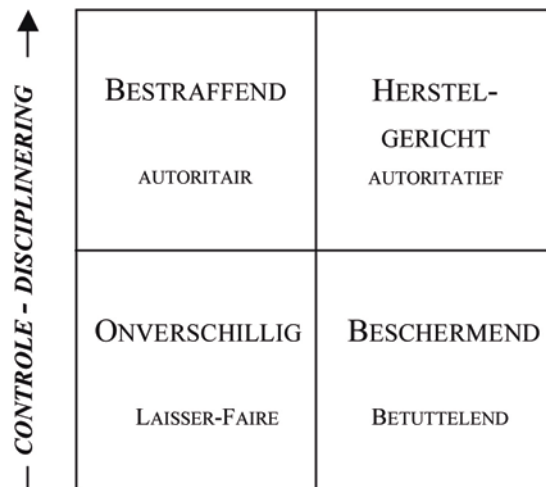 CONTROLE - DISCIPLINERING
BESTRAFFEND
AUTORITAIR
HERSTEL-
GERICHT
AUTORITATIEF
ONVERSCHILLIG
LAISSER-FAIRE
BESCHERMEND
BETUTTELEND